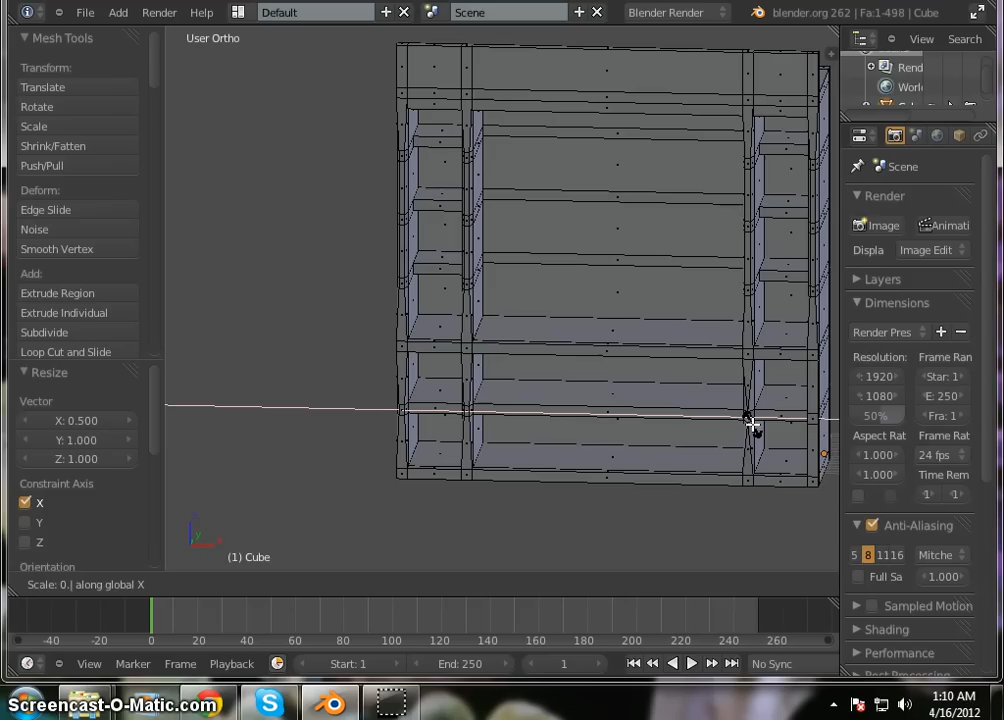 File Add Render Help Default Scene Blender Render blender.org 262 | Fa:1-498 | Cube
Mesh Tools
Transform:
Translate
Rotate
Scale
Shrink/Fatten
Push/Pull
Deform:
Edge Slide
Noise
Smooth Vertex
Add:
Extrude Region
Extrude Individual
Subdivide
Loop Cut and Slide
Resize
Vector
X: 0.500
Y: 1.000
Z: 1.000
Constraint Axis
X
Y
Z
Orientation
User Ortho
(1) Cube
Scale: 0.| along global X
View Search
Rend
Worl
Scene
Render
Image Animati
Displa Image Edit
Layers
Dimensions
Render Pres
Resolution: Frame Ran
1920 Star: 1
1080 E: 250
50% Fra: 1
Aspect Rat Frame Rat
1.000 24 fps
1.000 Time Rem
1 1
Anti-Aliasing
5 8 11 16 Mitche
Full Sa 1.000
Sampled Motion
Shading
Performance
-40 -20 0 20 40 60 80 100 120 140 160 180 200 220 240 260
View Marker Frame Playback Start: 1 End: 250 1 No Sync
Screencast-O-Matic.com
1:10 AM
4/16/2012